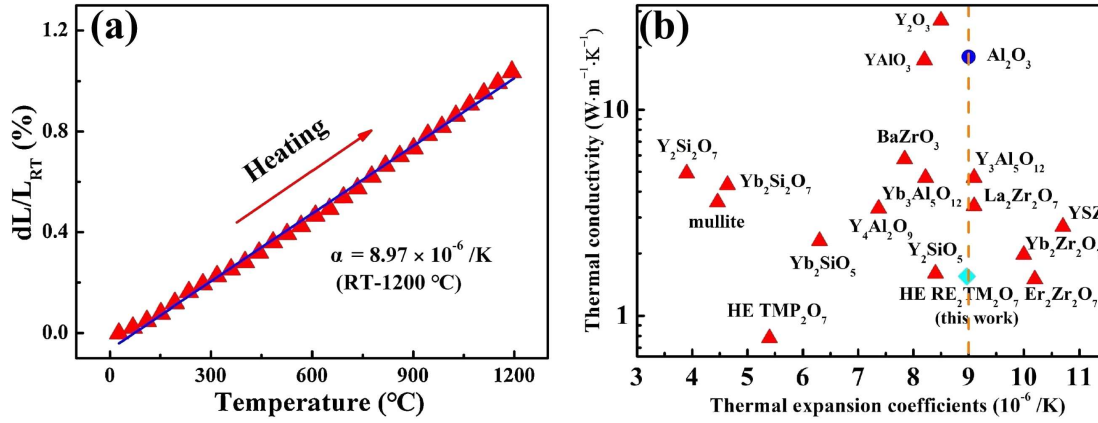 (a)
dL/L_RT (%)
1.2
0.8
0.4
0.0
Heating
α = 8.97 × 10⁻⁶ /K
(RT-1200 °C)
0
300
600
900
1200
Temperature (°C)
(b)
Thermal conductivity (W·m⁻¹·K⁻¹)
10
1
Y₂O₃
YAlO₃
Al₂O₃
BaZrO₃
Y₂Si₂O₇
Yb₂Si₂O₇
mullite
Y₃Al₅O₁₂
Yb₃Al₅O₁₂
La₂Zr₂O₇
Y₄Al₂O₉
YSZ
Yb₂SiO₅
Y₂SiO₅
Yb₂Zr₂O₇
HE RE₂TM₂O₇
(this work)
Er₂Zr₂O₇
HE TMP₂O₇
3
4
5
6
7
8
9
10
11
Thermal expansion coefficients (10⁻⁶ /K)